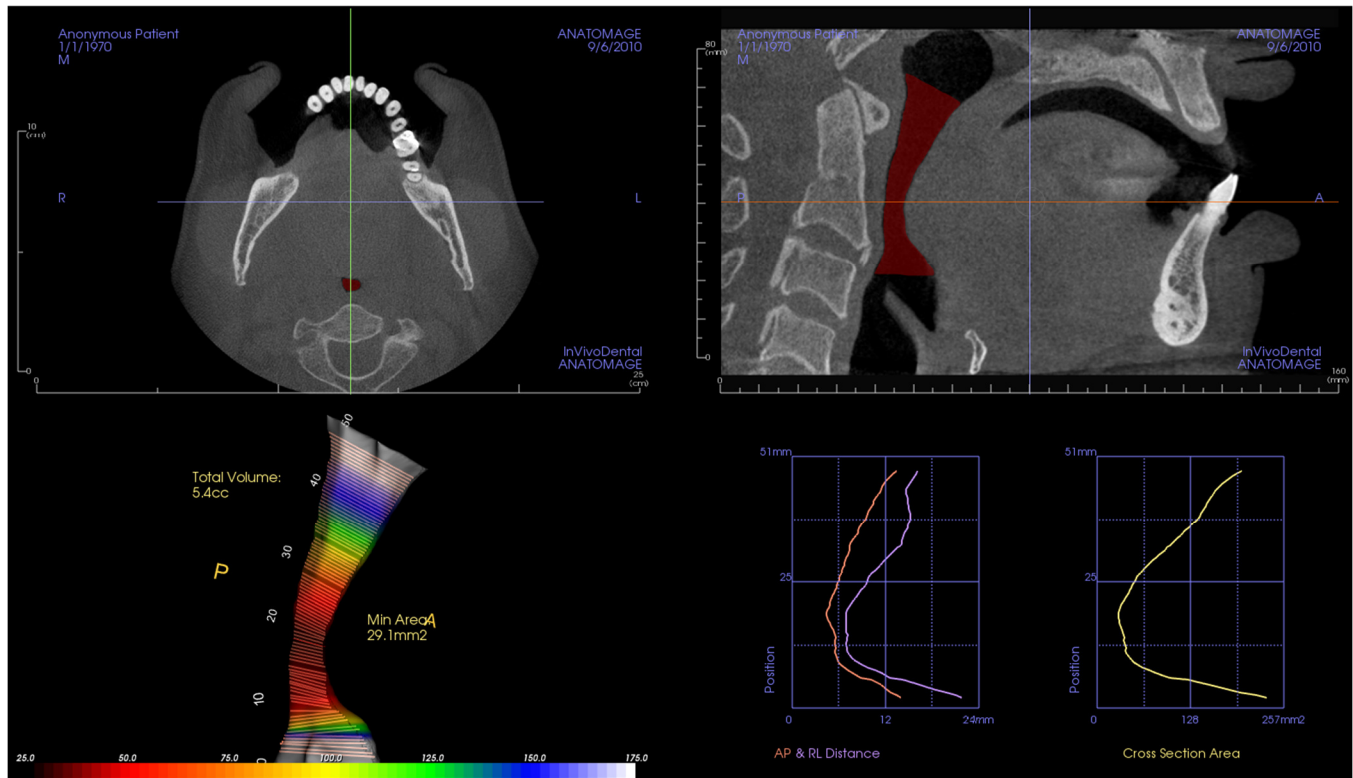 Anonymous Patient
1/1/1970
M
ANATOMAGE
9/6/2010
10
(cm)
R
L
InVivoDental
ANATOMAGE
0
0
25
(cm)
80
(mm)
Anonymous Patient
1/1/1970
M
ANATOMAGE
9/6/2010
P
A
InVivoDental
ANATOMAGE
0
0
160
(mm)
Total Volume:
5.4cc
P
50
40
30
20
10
0
Min Area
A
29.1mm2
25.0
50.0
75.0
100.0
125.0
150.0
175.0
51mm
25
Position
0
12
24mm
AP & RL Distance
51mm
25
Position
0
128
257mm2
Cross Section Area